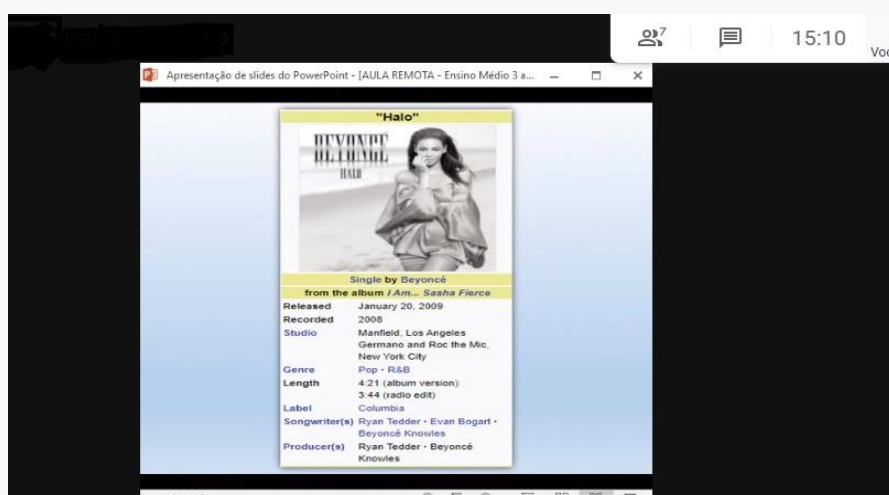 7
15:10
Apresentação de slides do PowerPoint - [AULA REMOTA - Ensino Médio 3 a...
"Halo"
BEYONCÉ
HALO
Single by Beyoncé
from the album I Am... Sasha Fierce
Released January 20, 2009
Recorded 2008
Studio Manfield, Los Angeles
Germano and Roc the Mic,
New York City
Genre Pop · R&B
Length 4:21 (album version)
3:44 (radio edit)
Label Columbia
Songwriter(s) Ryan Tedder · Evan Bogart ·
Beyoncé Knowles
Producer(s) Ryan Tedder · Beyoncé
Knowles